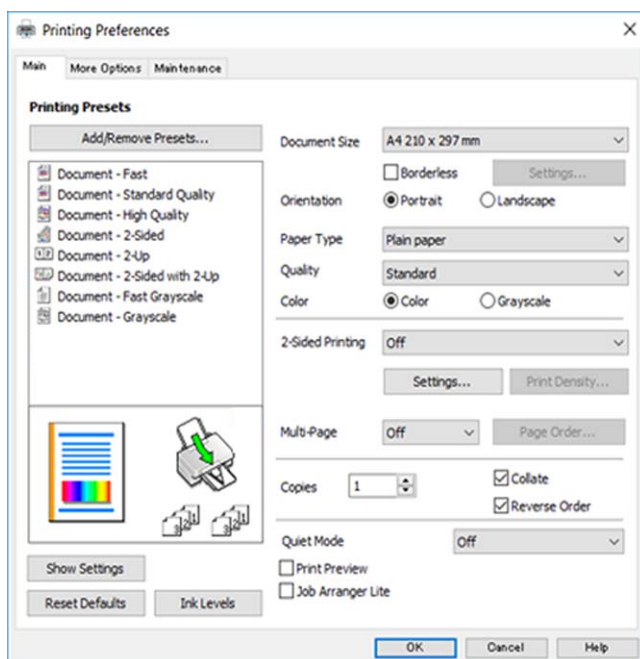 Printing Preferences
Main More Options Maintenance
Printing Presets
Add/Remove Presets...
Document - Fast
Document - Standard Quality
Document - High Quality
Document - 2-Sided
Document - 2-Up
Document - 2-Sided with 2-Up
Document - Fast Grayscale
Document - Grayscale
Show Settings
Reset Defaults Ink Levels
Document Size A4 210 x 297 mm
Borderless Settings...
Orientation Portrait Landscape
Paper Type Plain paper
Quality Standard
Color Color Grayscale
2-Sided Printing Off
Settings... Print Density...
Multi-Page Off Page Order...
Copies 1 Collate
Reverse Order
Quiet Mode Off
Print Preview
Job Arranger Lite
OK Cancel Help